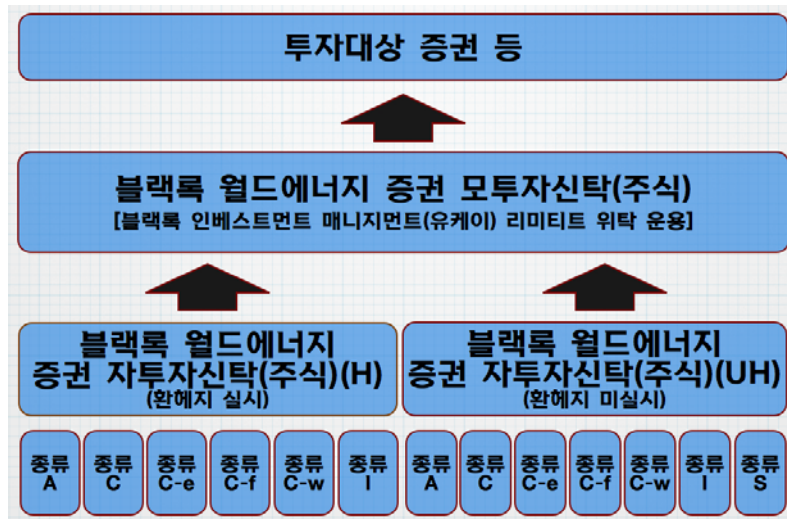 투자대상 증권 등
블랙록 월드에너지 증권 모투자신탁(주식)
[블랙록 인베스트먼트 매니지먼트(유케이) 리미티트 위탁 운용]
블랙록 월드에너지
증권 자투자신탁(주식)(H)
(환헤지 실시)
블랙록 월드에너지
증권 자투자신탁(주식)(UH)
(환헤지 미실시)
종류
A
종류
C
종류
C-e
종류
C-f
종류
C-w
종류
I
종류
A
종류
C
종류
C-e
종류
C-f
종류
C-w
종류
I
종류
S